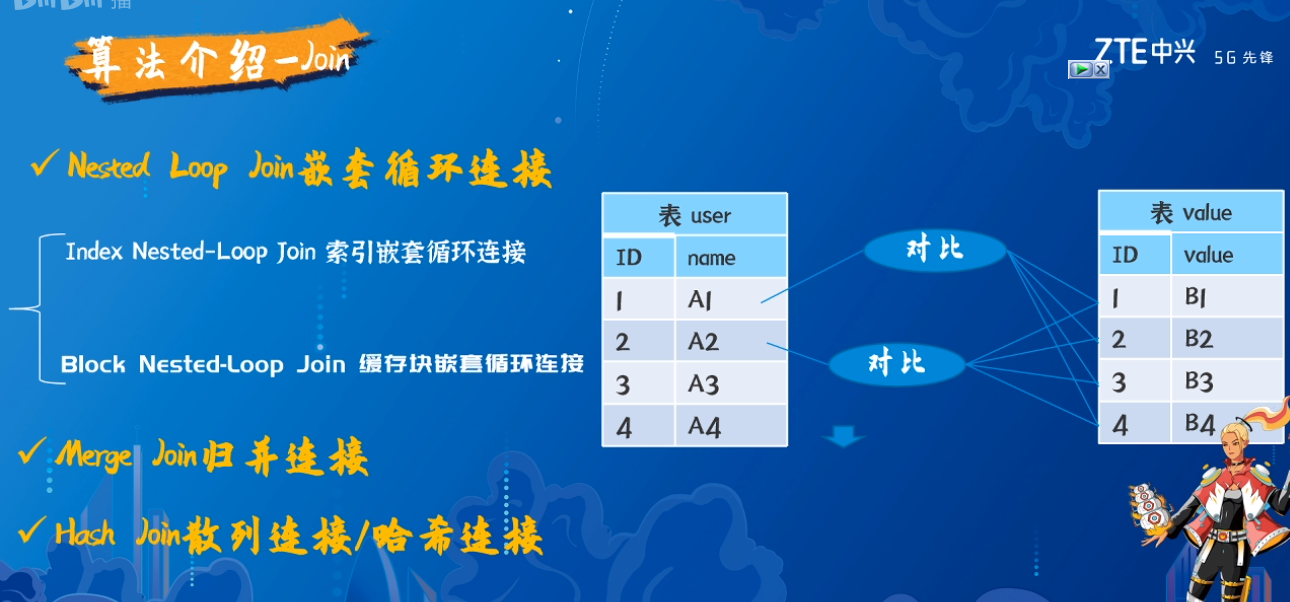 算法介绍-Join
ZTE中兴 5G 先锋
✓ Nested Loop Join嵌套循环连接
Index Nested-Loop Join 索引嵌套循环连接
Block Nested-Loop Join 缓存块嵌套循环连接
✓ Merge Join归并连接
✓ Hash Join散列连接/哈希连接
表 user
ID name
1 A1
2 A2
3 A3
4 A4
对比
对比
表 value
ID value
1 B1
2 B2
3 B3
4 B4